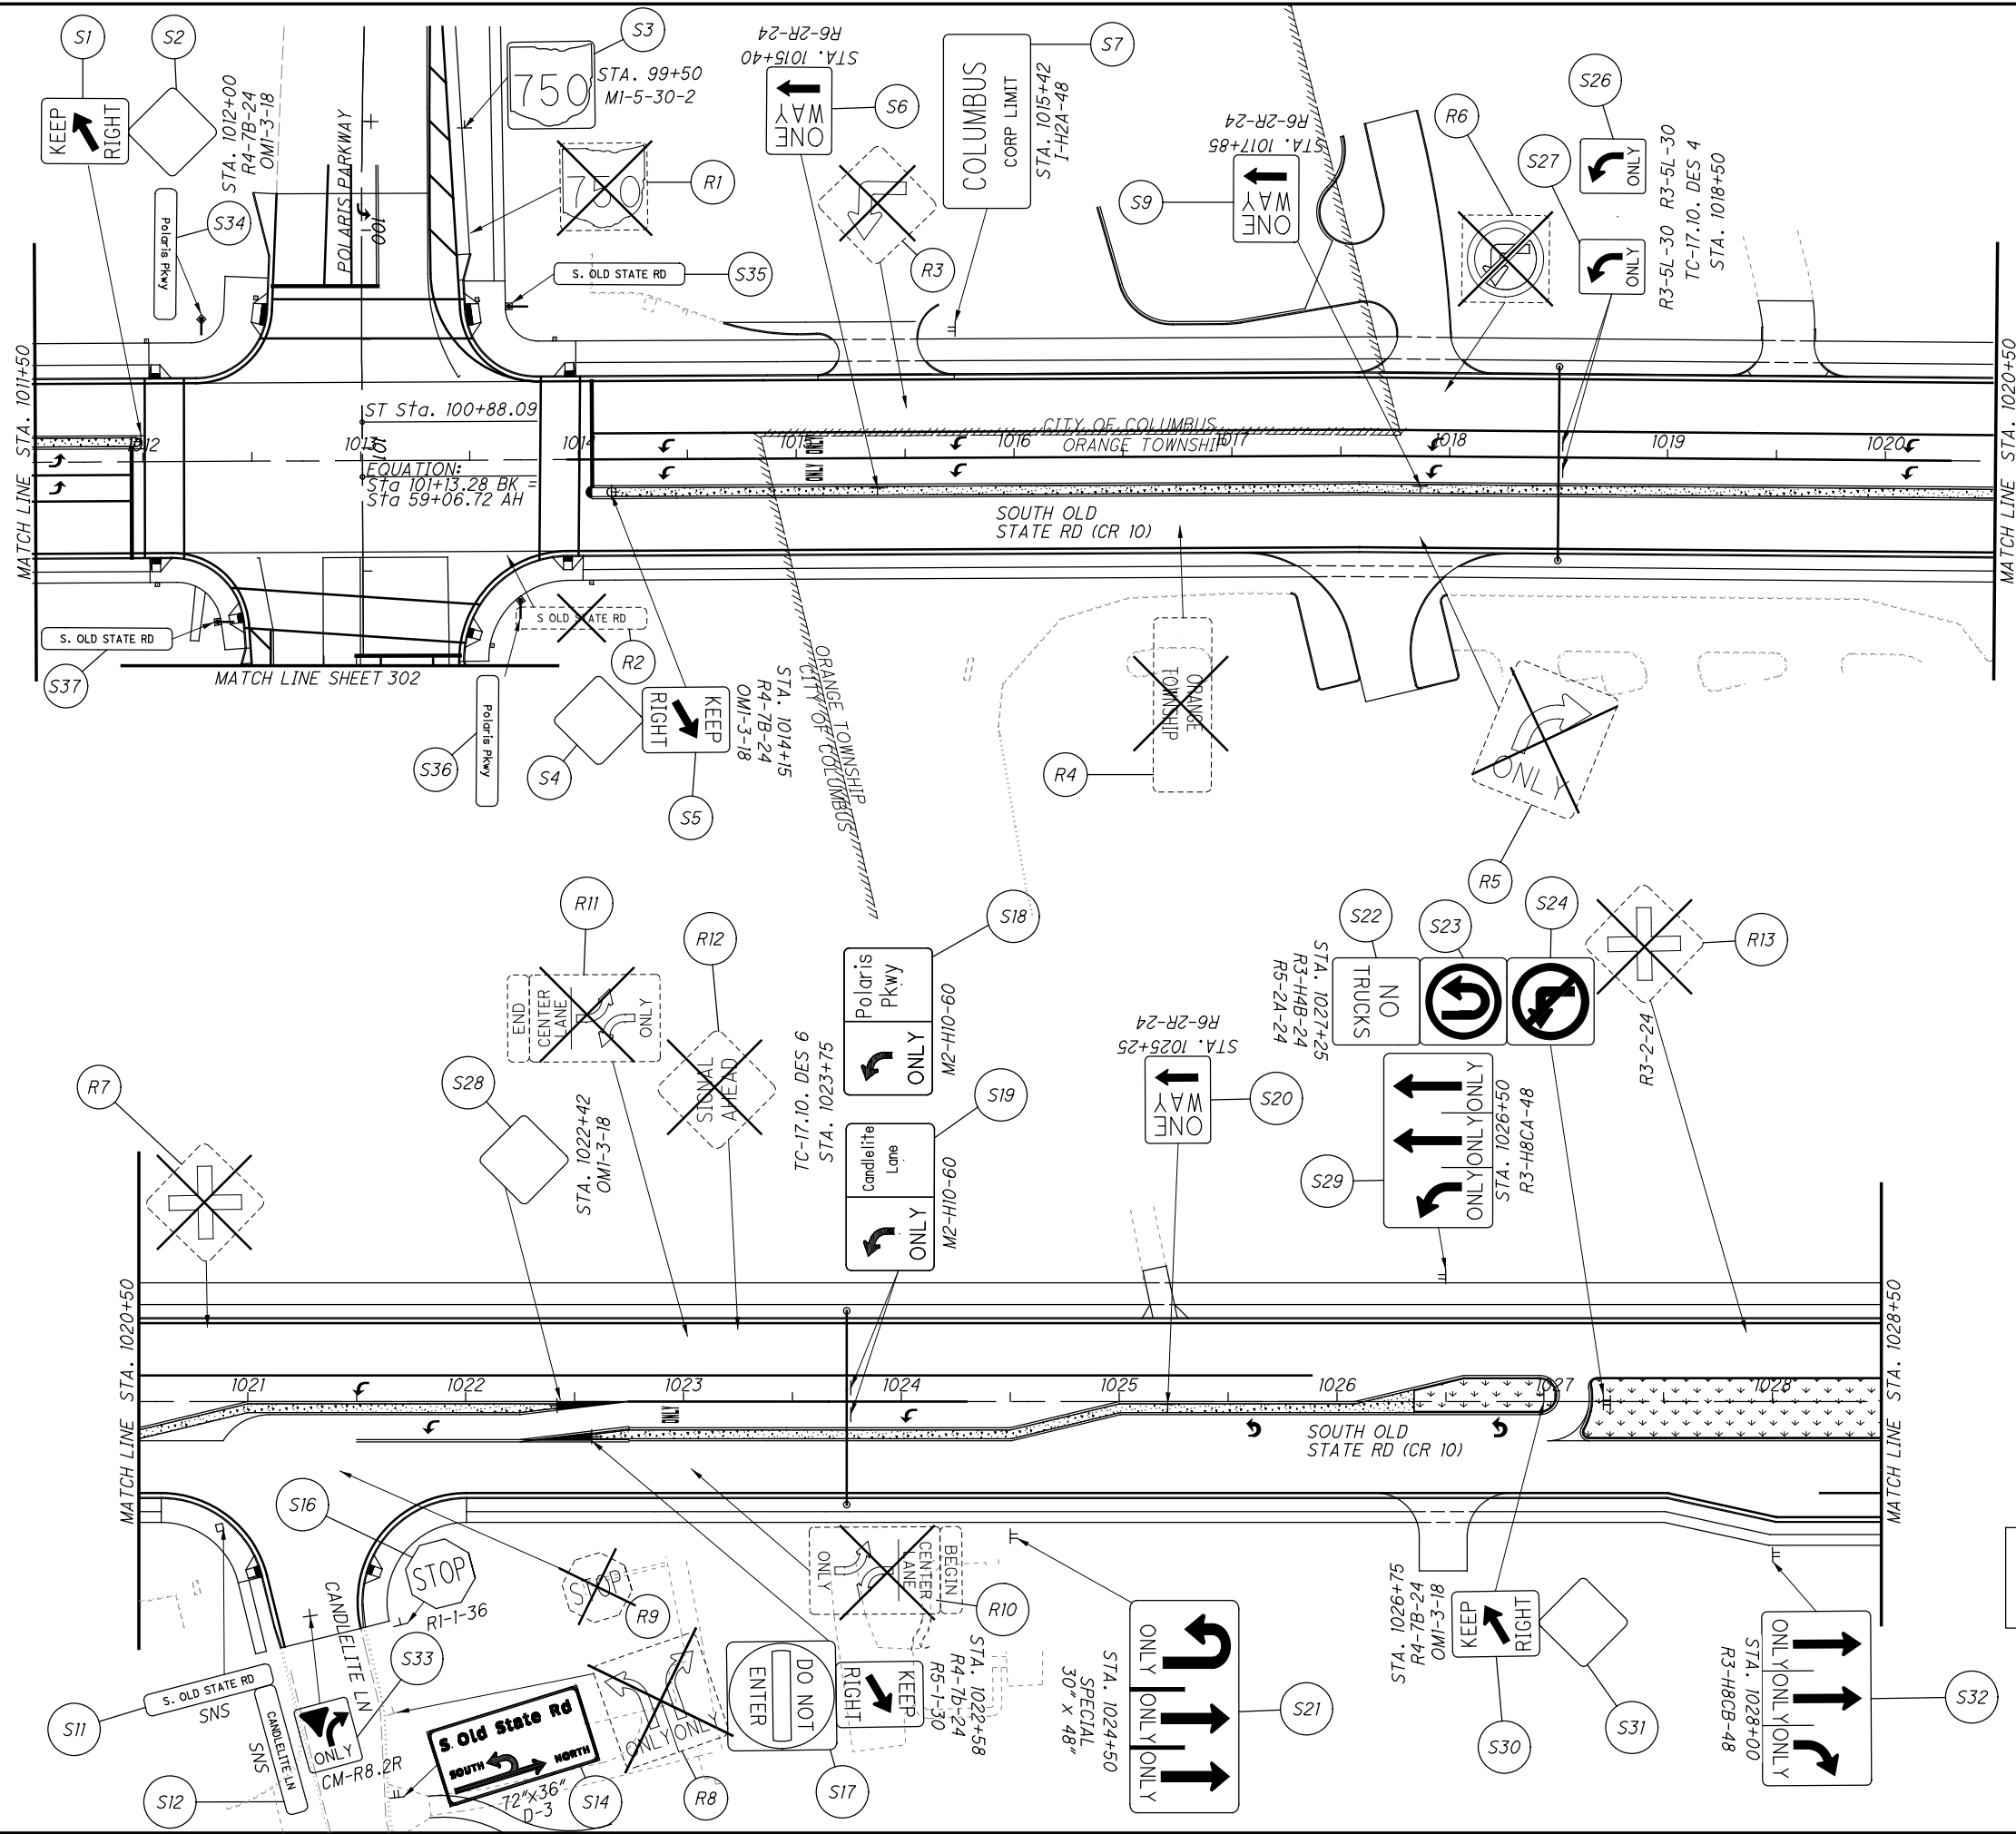 S1
S2
S3
S6
S7
S26
R6
KEEP
RIGHT
STA. 1012+00
R4-7B-24
OM1-3-18
750
STA. 99+50
M1-5-30-2
STA. 1015+40
R6-2R-24
ONE
WAY
COLUMBUS
CORP LIMIT
STA. 1015+42
I-H2A-48
STA. 1017+85
R6-2R-24
S9
ONE
WAY
S27
ONLY
ONLY
R3-5L-30 R3-5L-30
TC-17.10. DES 4
STA. 1018+50
Polaris Pkwy
S34
POLARIS PARKWAY
100
750
R1
R3
S. OLD STATE RD
S35
MATCH LINE STA. 1011+50
ST Sta. 100+88.09
101
EQUATION:
Sta 101+13.28 BK =
Sta 59+06.72 AH
1012
1013
1014
1015
1016
1017
1018
1019
1020
ONLY ONLY
CITY OF COLUMBUS
ORANGE TOWNSHIP
SOUTH OLD
STATE RD (CR 10)
MATCH LINE STA. 1020+50
S. OLD STATE RD
S37
MATCH LINE SHEET 302
S OLD STATE RD
R2
S36
Polaris Pkwy
S4
KEEP
RIGHT
S5
STA. 1014+15
R4-7B-24
OM1-3-18
ORANGE TOWNSHIP
CITY OF COLUMBUS
ORANGE
TOWNSHIP
R4
ONLY
R5
R7
R11
END
CENTER
LANE
ONLY
R12
SIGNAL
AHEAD
S28
STA. 1022+42
OM1-3-18
S18
Polaris
Pkwy
ONLY
M2-H10-60
TC-17.10. DES 6
STA. 1023+75
S19
Candlelite
Lane
ONLY
M2-H10-60
STA. 1025+25
R6-2R-24
ONE
WAY
S20
S22
S23
S24
R13
NO
TRUCKS
STA. 1027+25
R3-H4B-24
R5-2A-24
R3-2-24
S29
ONLY ONLY ONLY
STA. 1026+50
R3-H8CA-48
MATCH LINE STA. 1020+50
1021
1022
1023
1024
1025
1026
1027
1028
ONLY
SOUTH OLD
STATE RD (CR 10)
MATCH LINE STA. 1028+50
S16
STOP
R1-1-36
CANDLELITE LN
S33
S. OLD STATE RD
SNS
S11
CANDLELITE LN
SNS
S12
ONLY
CM-R8.2R
S. Old State Rd
SOUTH
NORTH
72"x36"
D-3
S14
STOP
R9
ONLY ONLY
R8
DO NOT
ENTER
S17
KEEP
RIGHT
STA. 1022+58
R4-7b-24
R5-1-30
BEGIN
CENTER
LANE
ONLY
R10
STA. 1024+50
SPECIAL
30" X 48"
ONLY ONLY ONLY
S21
STA. 1026+75
R4-7B-24
OM1-3-18
KEEP
RIGHT
S30
S31
STA. 1028+00
R3-H8CB-48
ONLY ONLY ONLY
S32